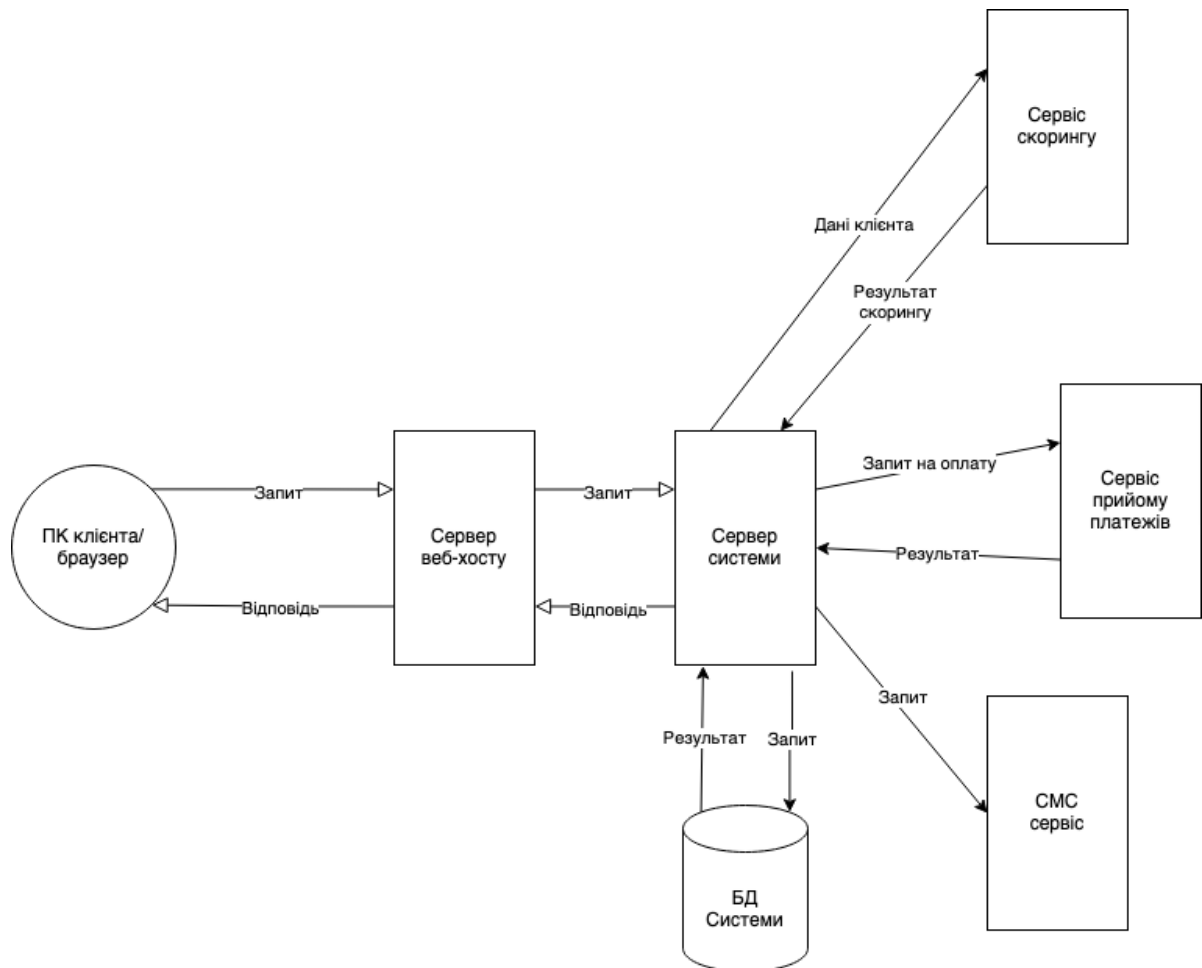 Сервіс
скорингу
Дані клієнта
Результат
скорингу
Запит на оплату
Сервіс
прийому
платежів
Результат
Запит
Запит
ПК клієнта/
браузер
Сервер
веб-хосту
Сервер
системи
Відповідь
Відповідь
Запит
Результат
Запит
СМС
сервіс
БД
Системи